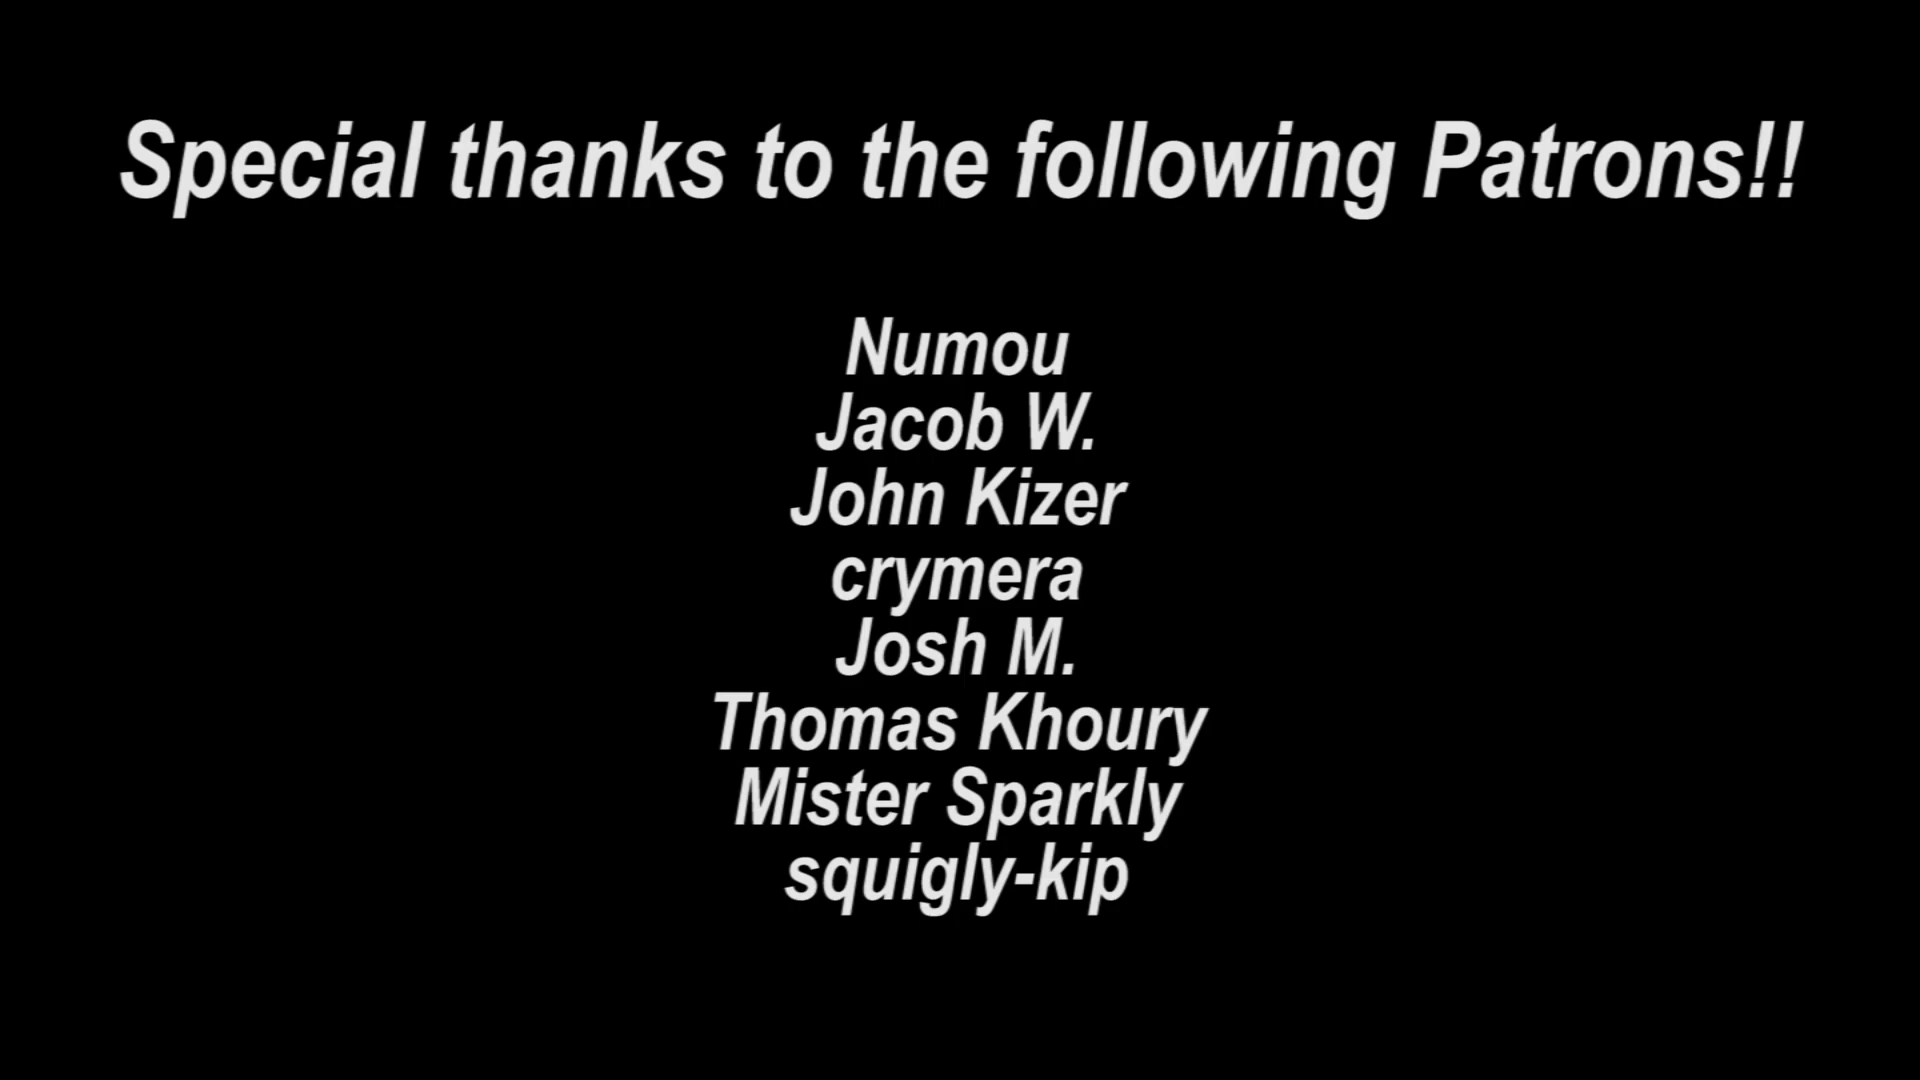 Special thanks to the following Patrons!!
Numou
Jacob W.
John Kizer
crymera
Josh M.
Thomas Khoury
Mister Sparkly
squigly-kip